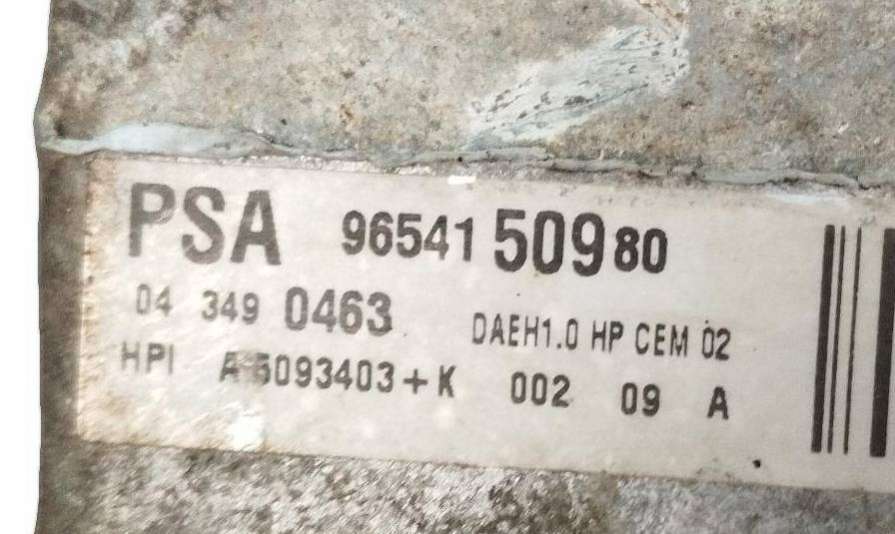 PSA 96541 509 80
04 349 0463 DAEH1.0 HP CEM 02
HPI A 5093403+K 002 09 A